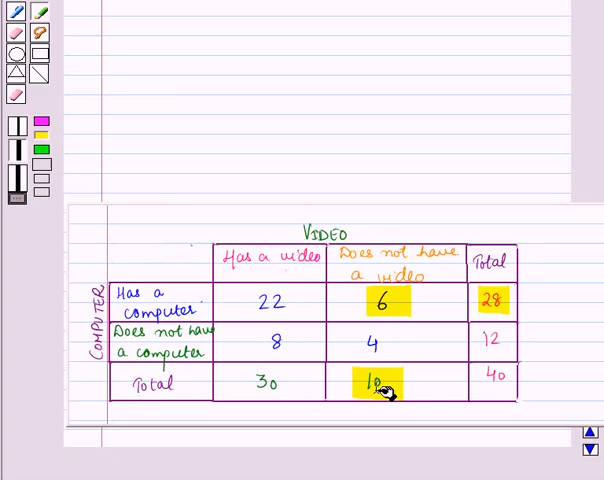 VIDEO
Has a video
Does not have
a video
Total
COMPUTER
Has a
computer
22
6
28
Does not have
a computer
8
4
12
Total
30
10
40